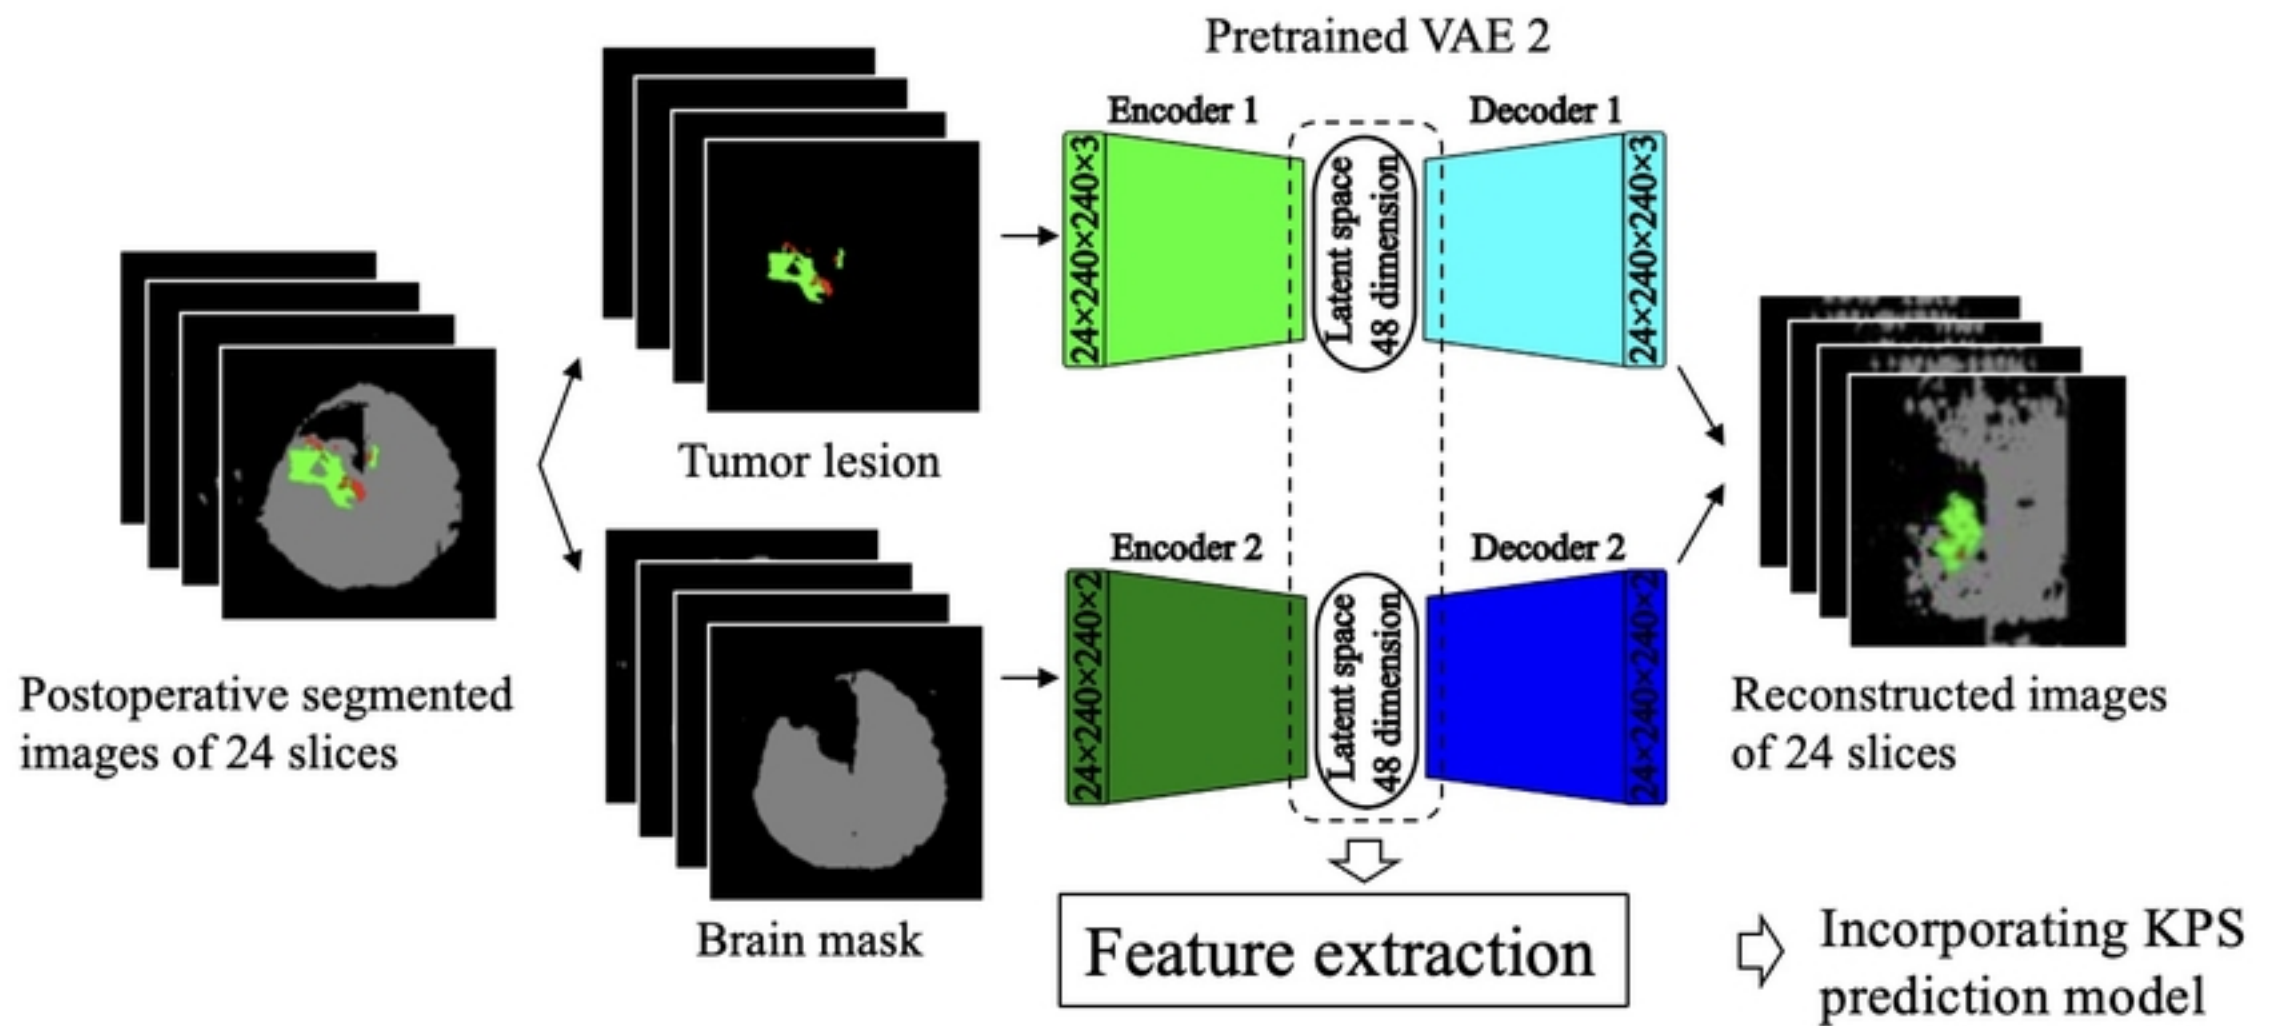 Pretrained VAE 2
Encoder 1
Decoder 1
24×240×240×3
Latent space
48 dimension
24×240×240×3
Tumor lesion
Postoperative segmented
images of 24 slices
Encoder 2
Decoder 2
24×240×240×2
Latent space
48 dimension
24×240×240×2
Reconstructed images
of 24 slices
Brain mask
Feature extraction
Incorporating KPS
prediction model